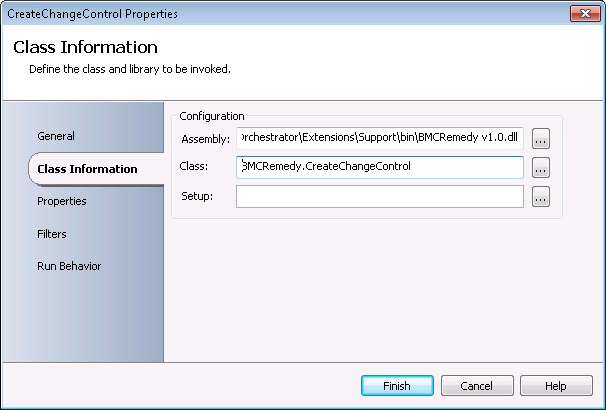 CreateChangeControl Properties
Class Information
Define the class and library to be invoked.
General
Class Information
Properties
Filters
Run Behavior
Configuration
Assembly: rchestrator\Extensions\Support\bin\BMCRemedy v1.0.dll ...
Class: BMCRemedy.CreateChangeControl ...
Setup: ...
Finish Cancel Help